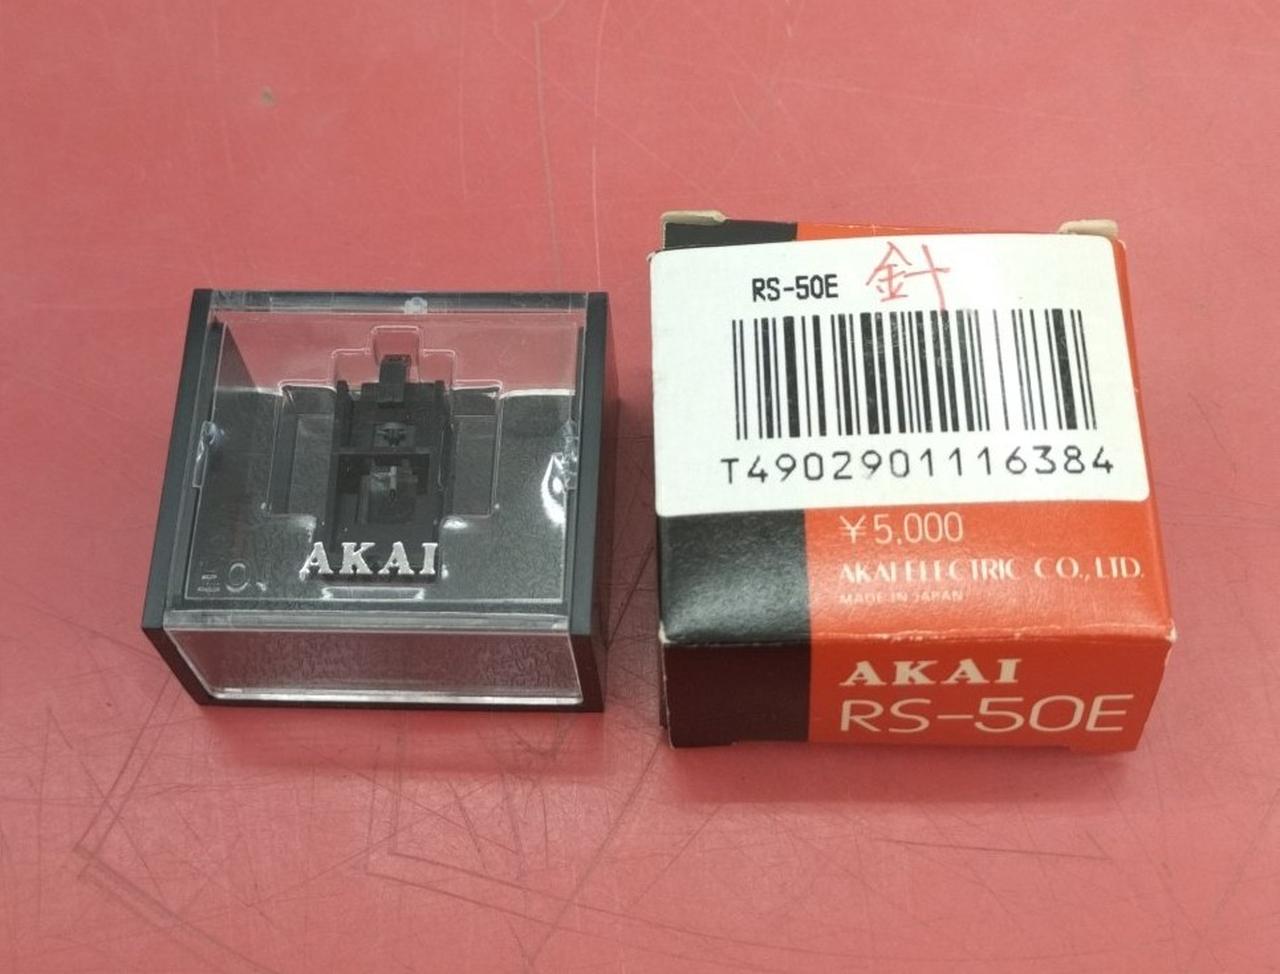 AKAI
RS-50E 針
T4902901116384
¥5,000
AKAI ELECTRIC CO., LTD.
MADE IN JAPAN
AKAI
RS-50E